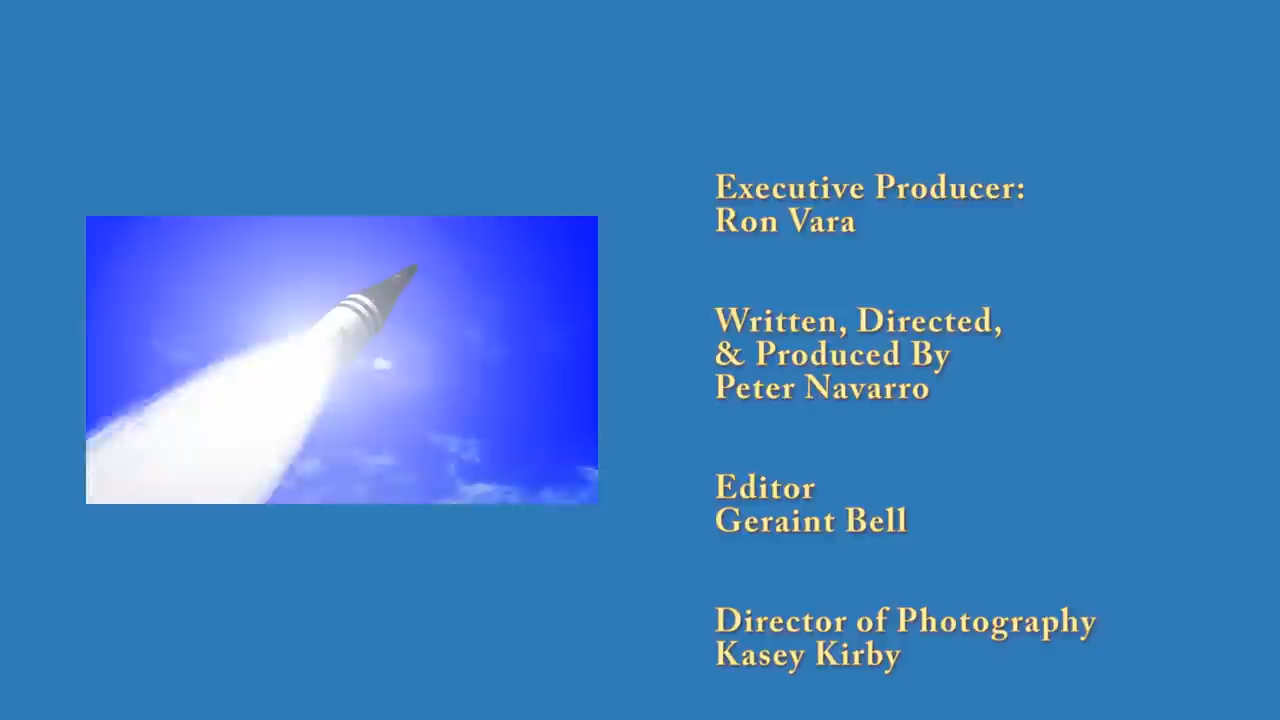 Executive Producer:
Ron Vara
Written, Directed,
& Produced By
Peter Navarro
Editor
Geraint Bell
Director of Photography
Kasey Kirby